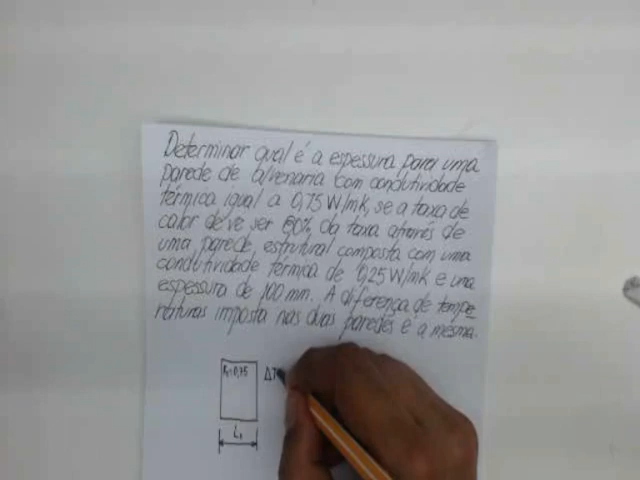 Determinar qual é a espessura para uma
parede de alvenaria com condutividade
térmica igual a 0,75 W/mK, se a taxa de
calor deve ser 80% da taxa através de
uma parede estrutural composta com uma
condutividade térmica de 0,25 W/mK e uma
espessura de 100 mm. A diferença de tempe-
raturas imposta nas duas paredes é a mesma.
K₁=0,75 ΔT
L₁